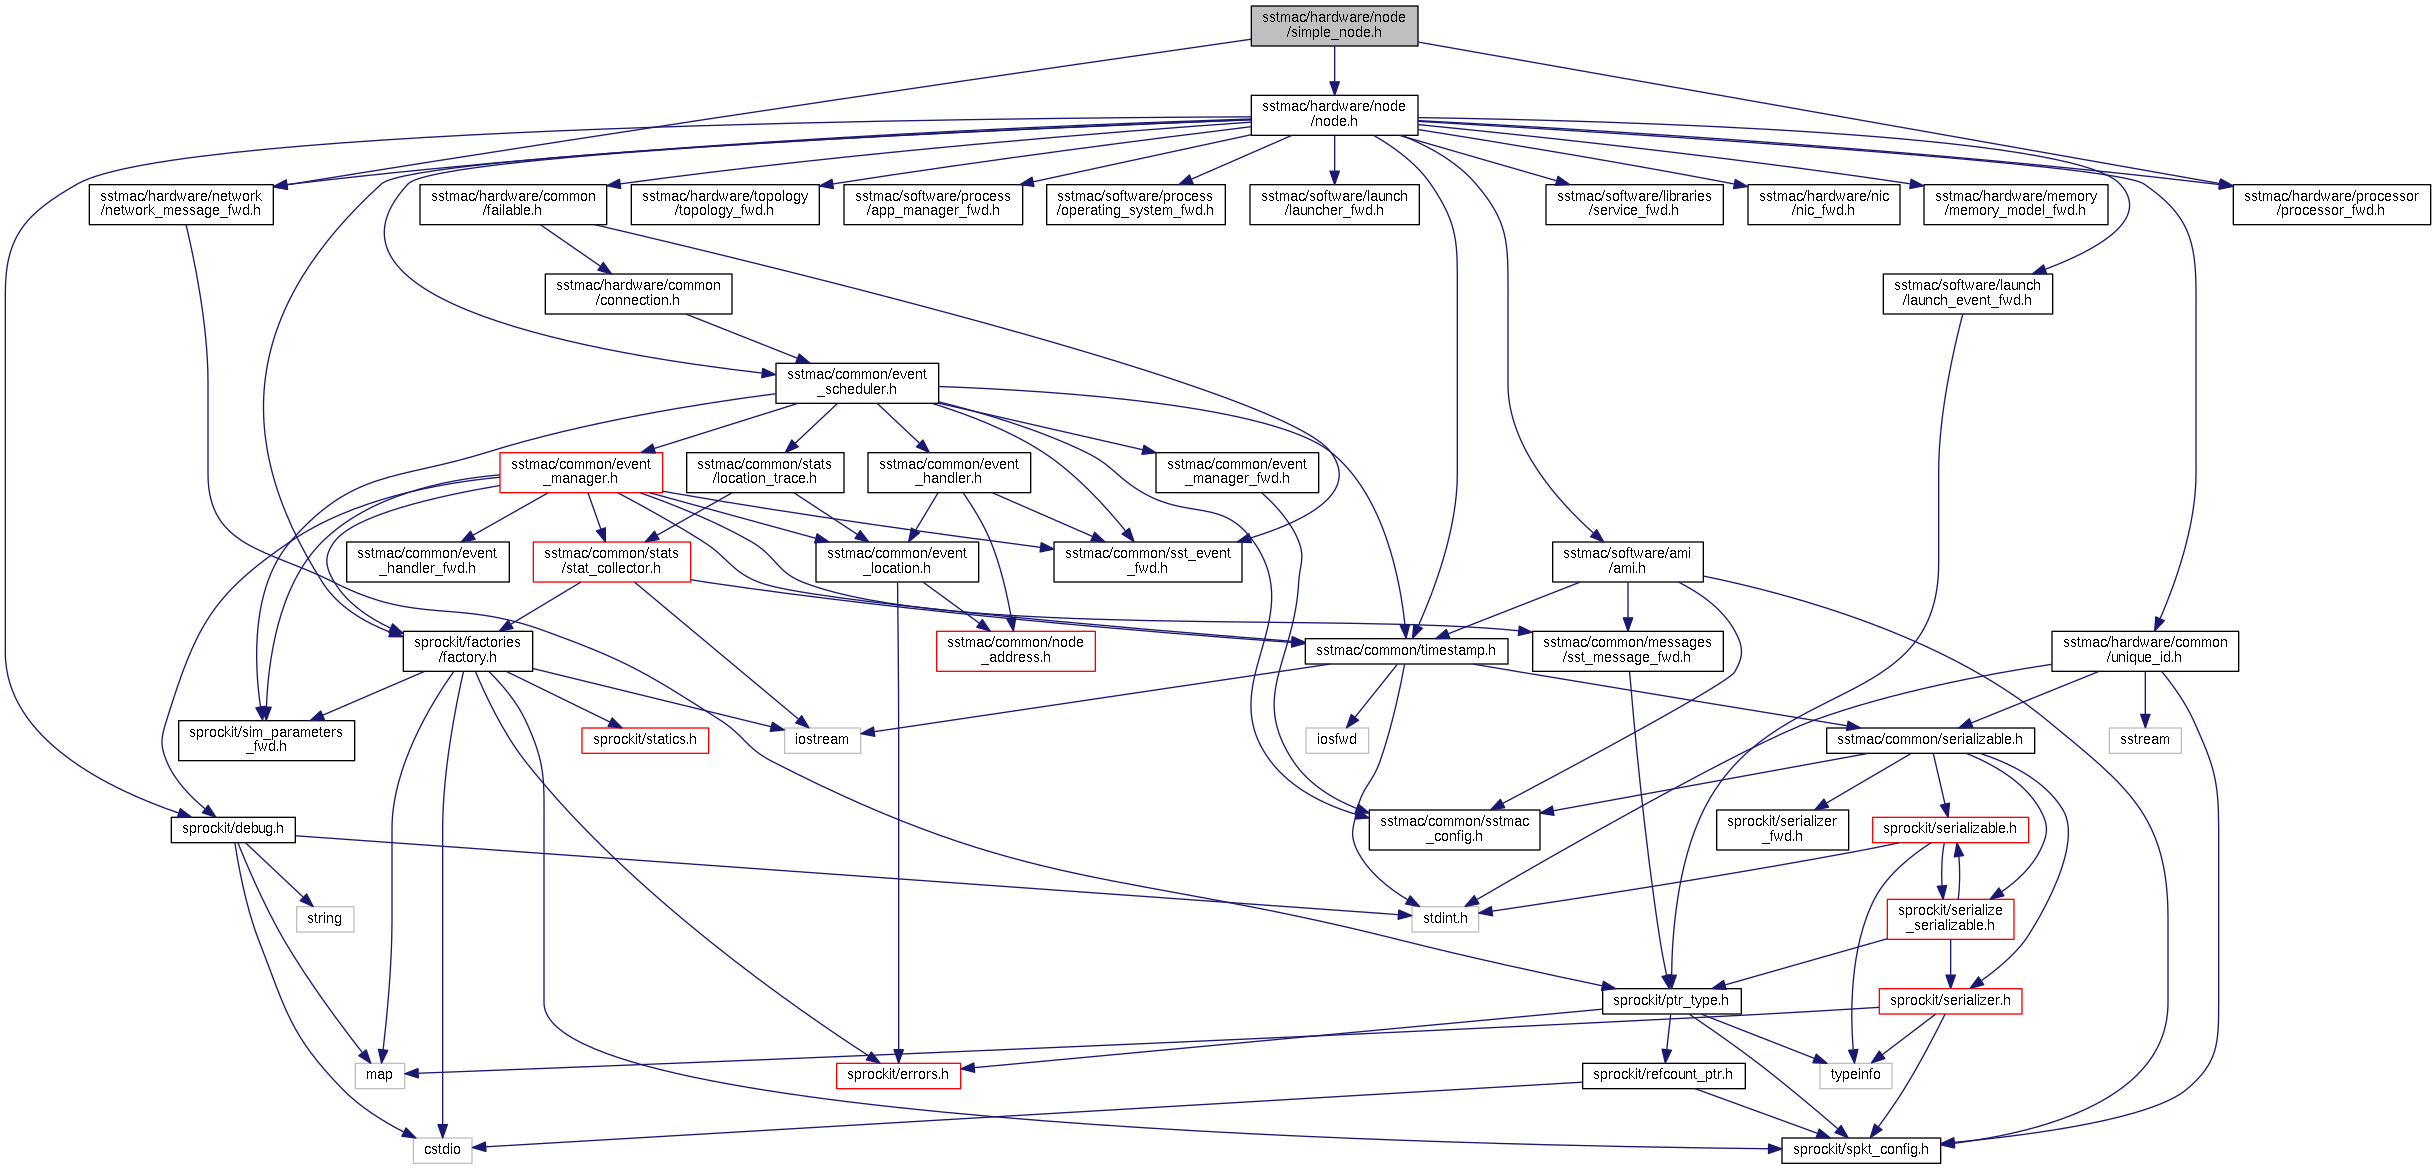 sstmac/hardware/node
/simple_node.h
sstmac/hardware/node
/node.h
sstmac/hardware/network
/network_message_fwd.h
sstmac/hardware/common
/failable.h
sstmac/hardware/topology
/topology_fwd.h
sstmac/software/process
/app_manager_fwd.h
sstmac/software/process
/operating_system_fwd.h
sstmac/software/launch
/launcher_fwd.h
sstmac/software/libraries
/service_fwd.h
sstmac/hardware/nic
/nic_fwd.h
sstmac/hardware/memory
/memory_model_fwd.h
sstmac/hardware/processor
/processor_fwd.h
sstmac/hardware/common
/connection.h
sstmac/software/launch
/launch_event_fwd.h
sstmac/common/event
_scheduler.h
sstmac/common/event
_manager.h
sstmac/common/stats
/location_trace.h
sstmac/common/event
_handler.h
sstmac/common/event
_manager_fwd.h
sstmac/common/event
_handler_fwd.h
sstmac/common/stats
/stat_collector.h
sstmac/common/event
_location.h
sstmac/common/sst_event
_fwd.h
sstmac/software/ami
/ami.h
sprockit/factories
/factory.h
sstmac/common/node
_address.h
sstmac/common/timestamp.h
sstmac/common/messages
/sst_message_fwd.h
sstmac/hardware/common
/unique_id.h
sprockit/sim_parameters
_fwd.h
sprockit/statics.h
iostream
iosfwd
sstmac/common/serializable.h
sstream
sprockit/debug.h
sstmac/common/sstmac
_config.h
sprockit/serializer
_fwd.h
sprockit/serializable.h
string
stdint.h
sprockit/serialize
_serializable.h
sprockit/ptr_type.h
sprockit/serializer.h
map
sprockit/errors.h
sprockit/refcount_ptr.h
typeinfo
cstdio
sprockit/spkt_config.h